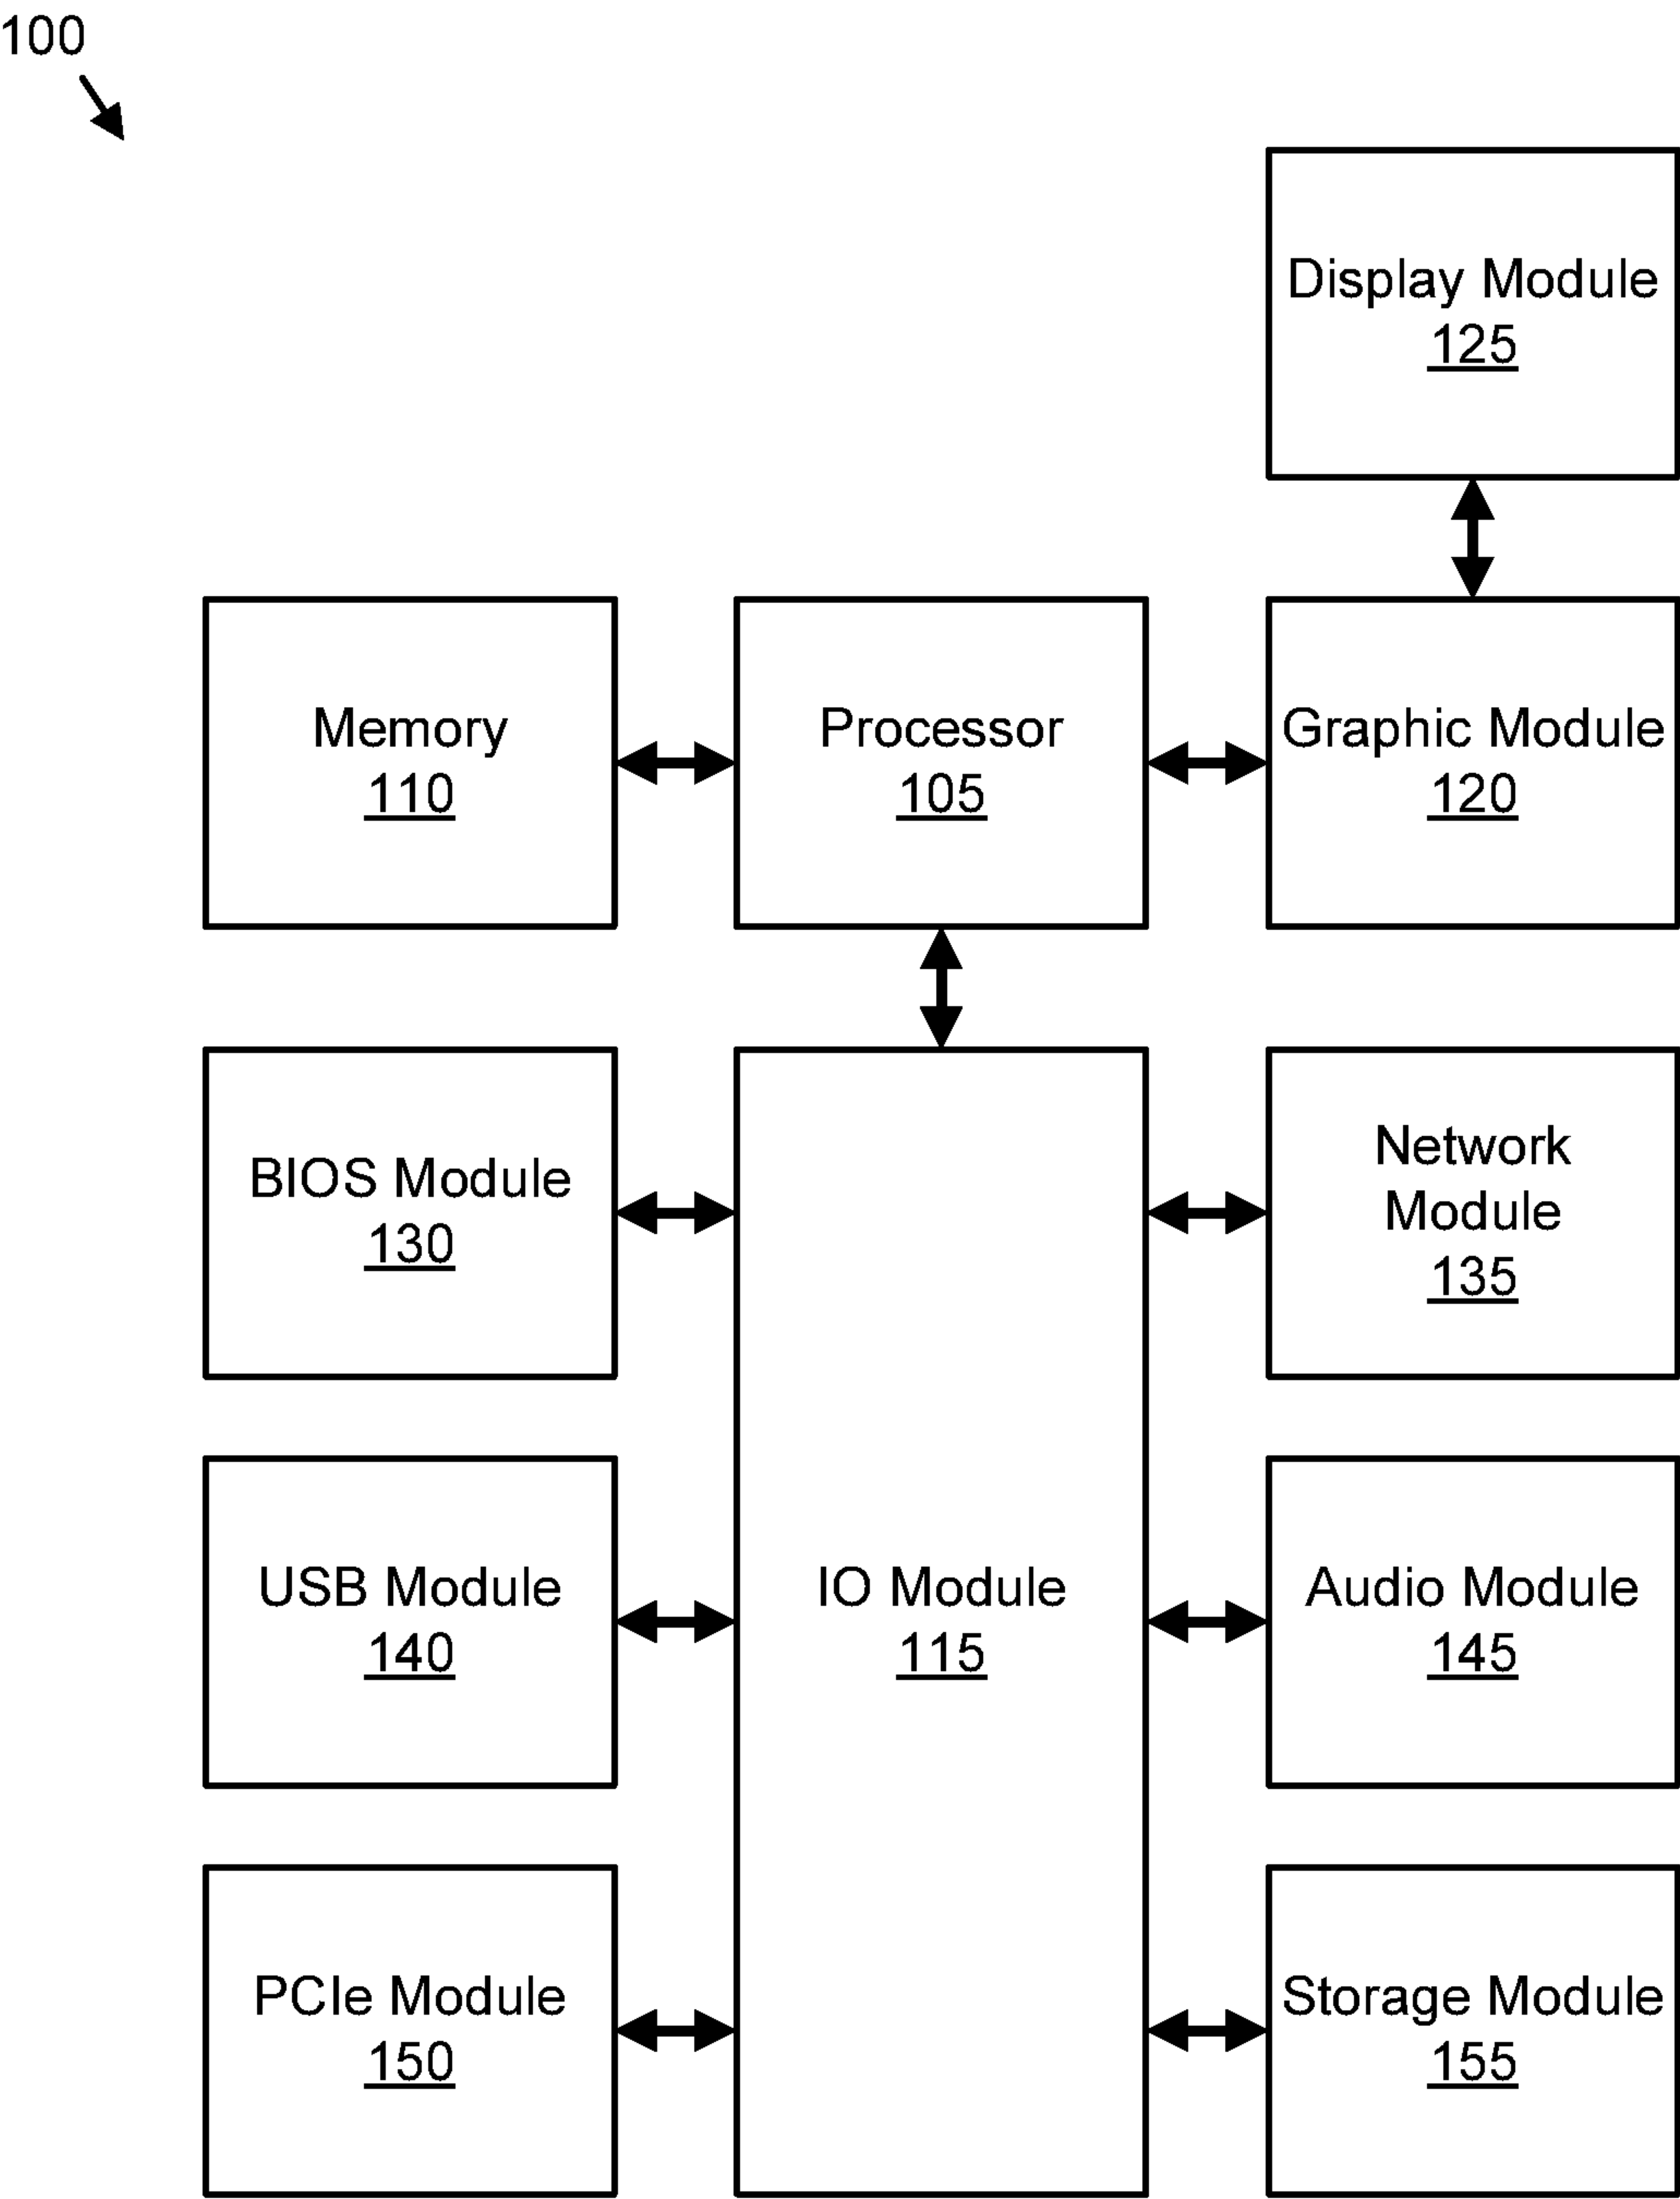 100
Display Module
125
Memory
110
Processor
105
Graphic Module
120
BIOS Module
130
Network
Module
135
USB Module
140
IO Module
115
Audio Module
145
PCIe Module
150
Storage Module
155